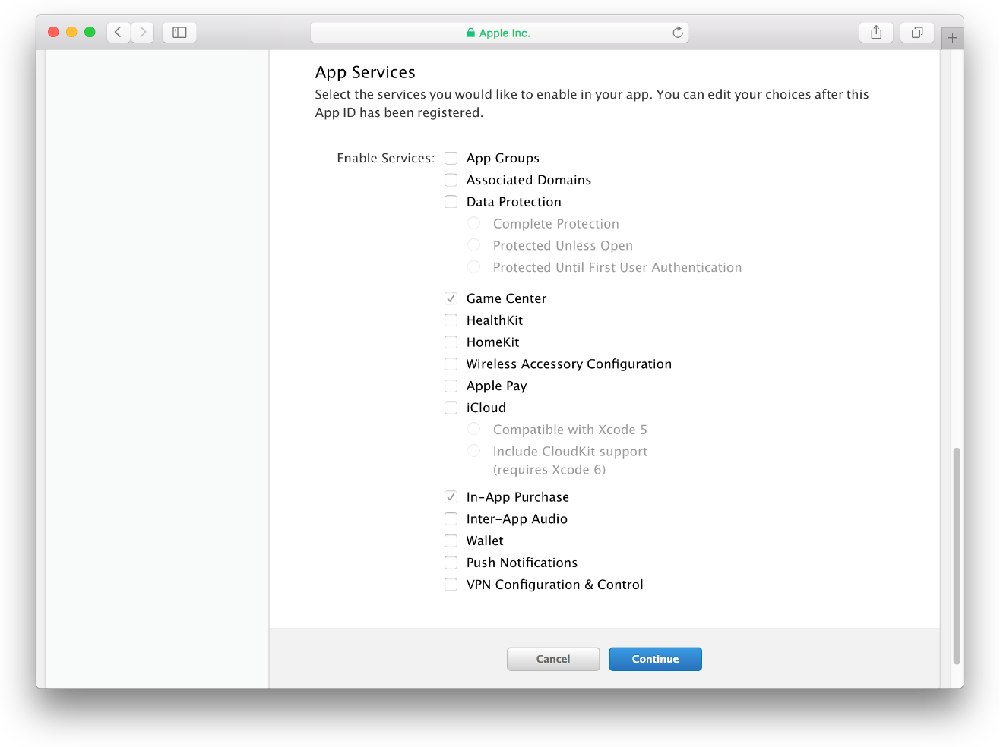 Apple Inc.
App Services
Select the services you would like to enable in your app. You can edit your choices after this
App ID has been registered.
Enable Services: App Groups
Associated Domains
Data Protection
Complete Protection
Protected Unless Open
Protected Until First User Authentication
Game Center
HealthKit
HomeKit
Wireless Accessory Configuration
Apple Pay
iCloud
Compatible with Xcode 5
Include CloudKit support
(requires Xcode 6)
In-App Purchase
Inter-App Audio
Wallet
Push Notifications
VPN Configuration & Control
Cancel Continue